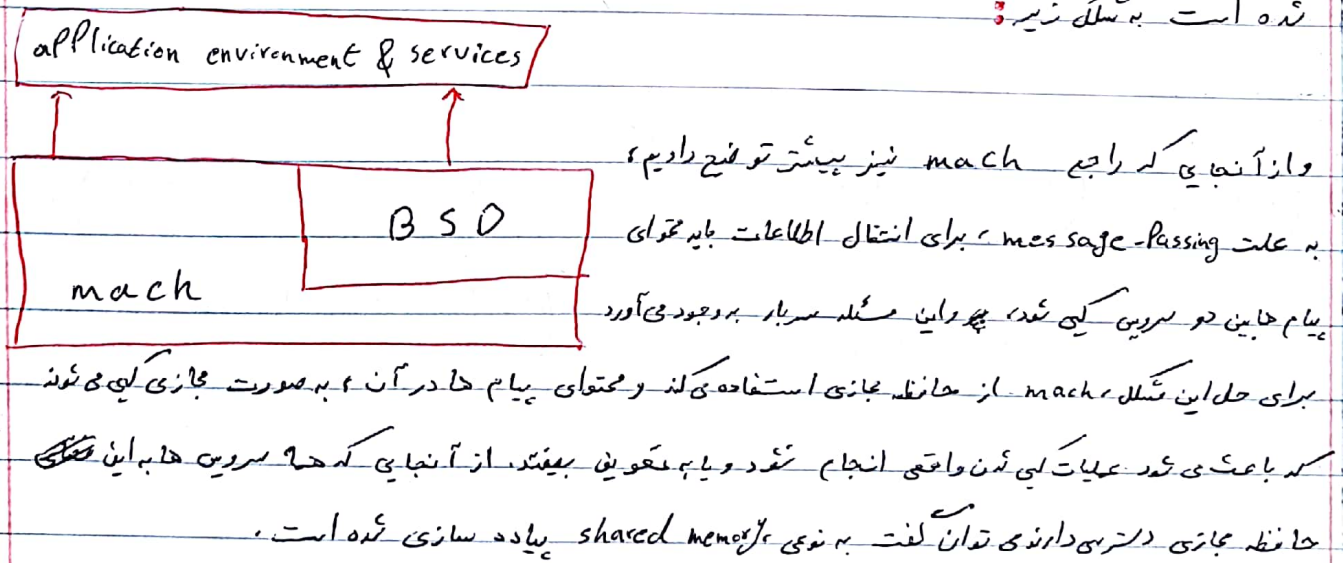 شده است به شکل زیر:
application environment & services
و از آنجایی که راجع mach نیز پیشتر توضیح دادیم،
BSD
به علت message-Passing، برای انتقال اطلاعات باید محتوای
mach
پیام ها بین دو سرویس کپی شود، و این مسئله سربار به وجود می آورد
برای حل این مشکل، mach از حافظه مجازی استفاده می کند و محتوای پیام ها در آن، به صورت مجازی کپی می شوند
که باعث می شود عملیات کپی شدن واقعی انجام نشود و یا به تعویق بیفتد. از آنجایی که همه سرویس ها به این
حافظه مجازی دسترسی دارند می توان گفت به نوعی، shared memory پیاده سازی شده است.